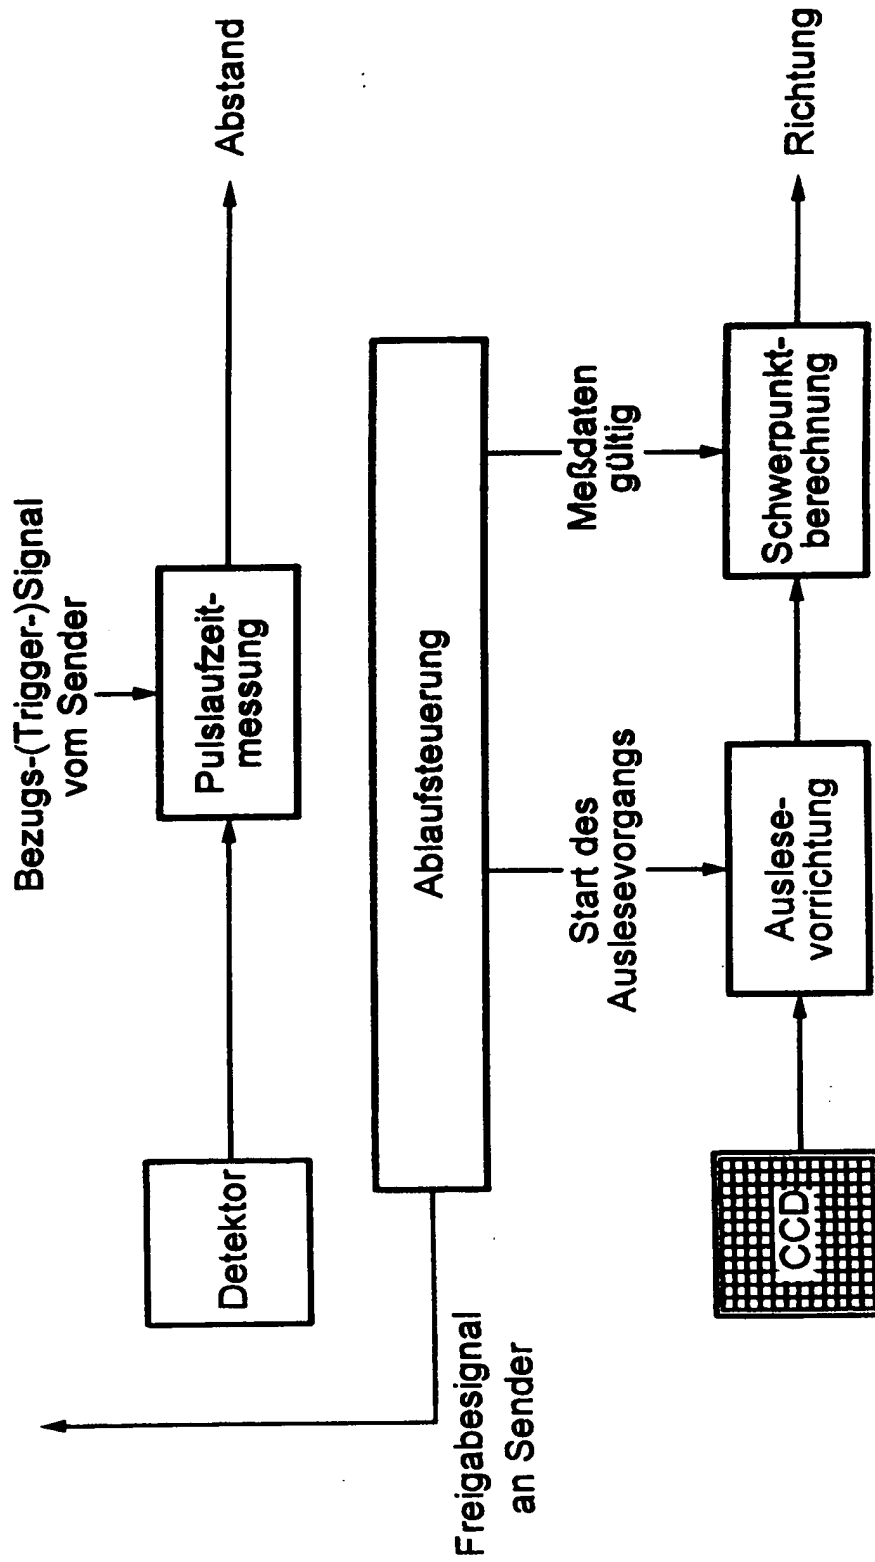 Bezugs-(Trigger-)Signal
vom Sender
Detektor
Pulslaufzeit-
messung
Abstand
Ablaufsteuerung
Freigabesignal
an Sender
Start des
Auslesevorgangs
Meßdaten
gültig
CCD
Auslese-
vorrichtung
Schwerpunkt-
berechnung
Richtung